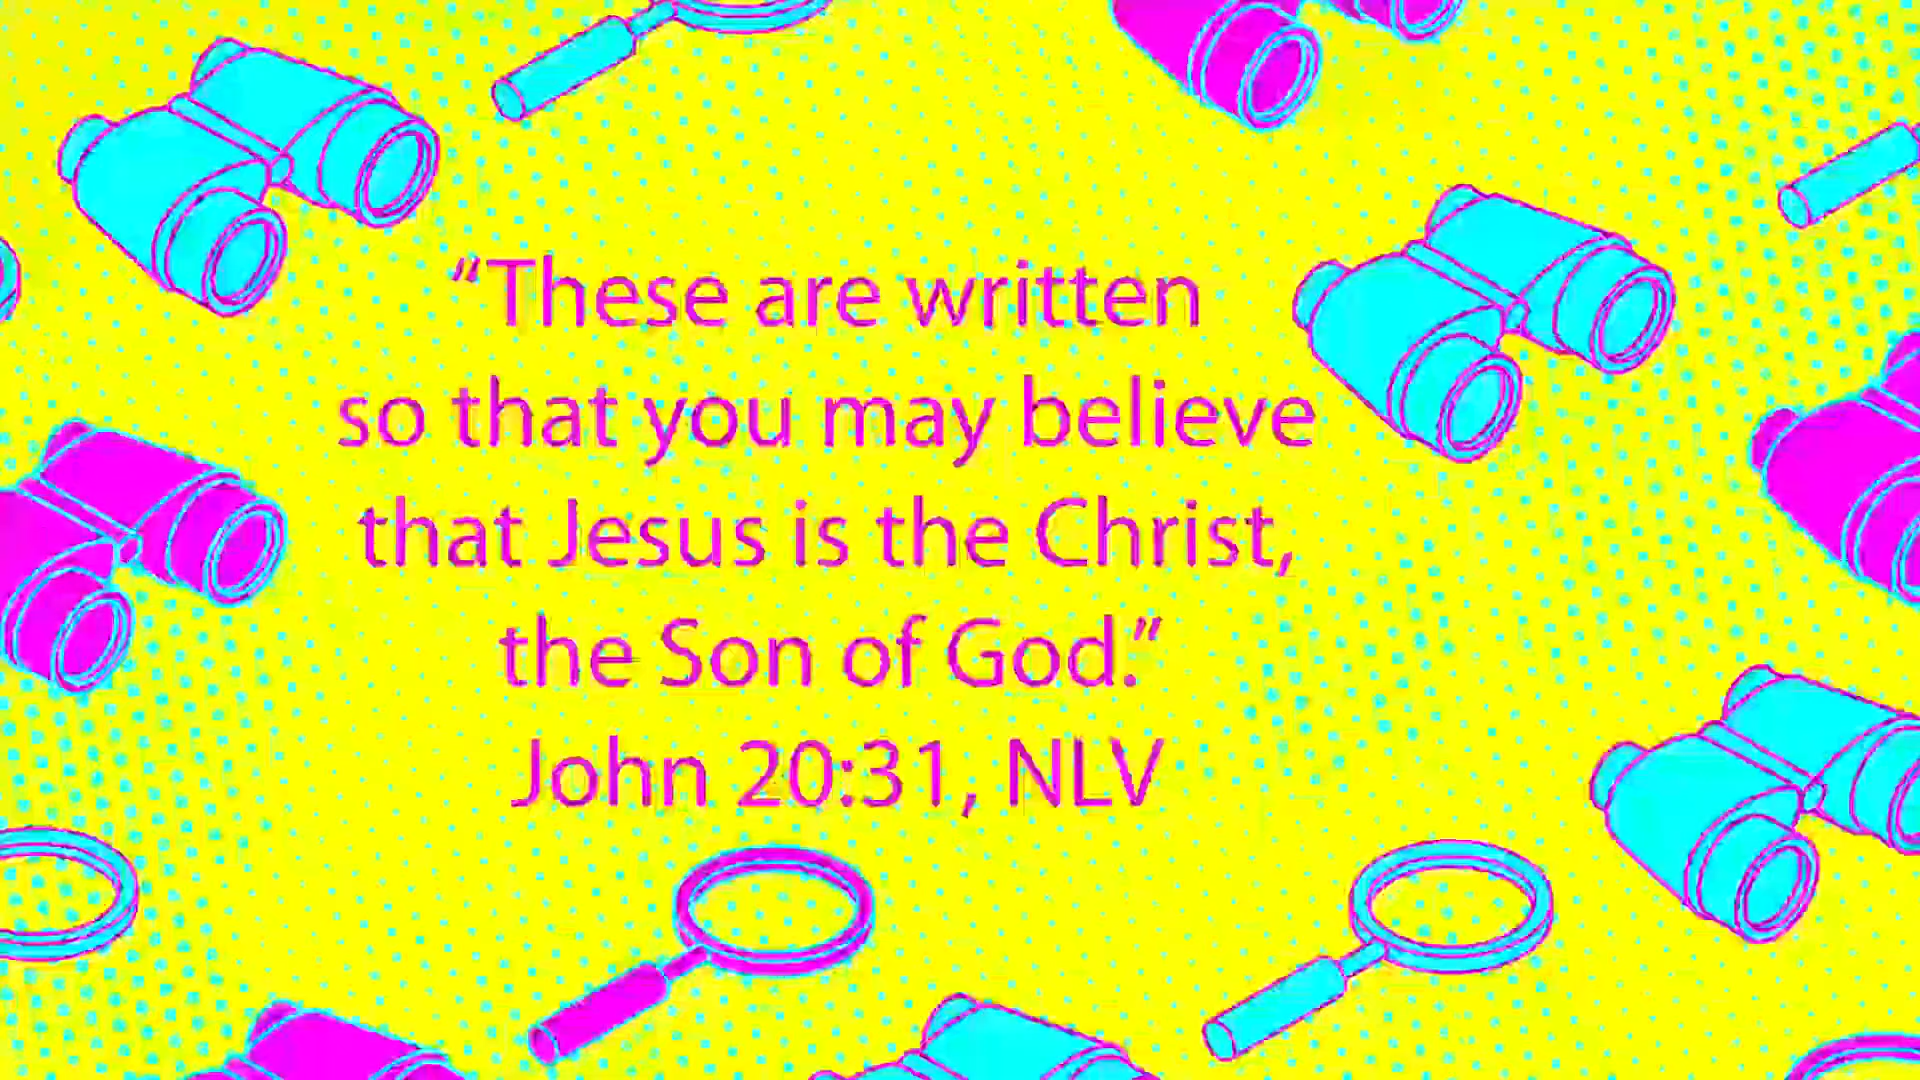 “These are written
so that you may believe
that Jesus is the Christ,
the Son of God.”
John 20:31, NLV